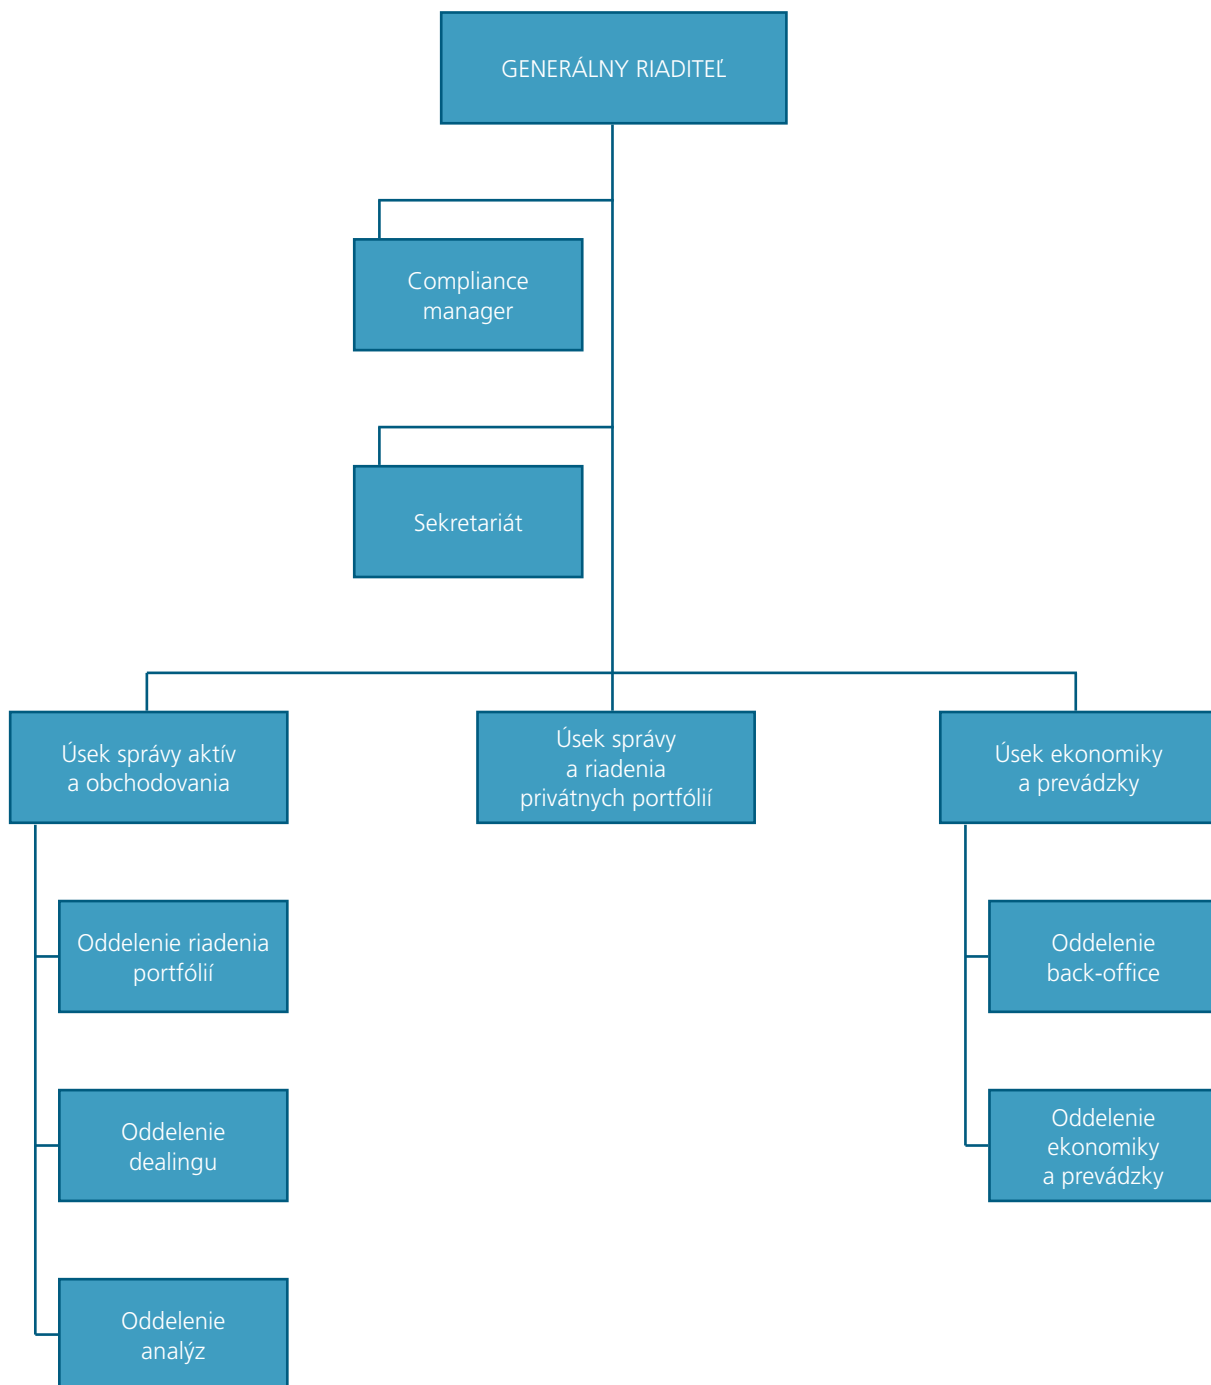 GENERÁLNY RIADITEĽ
Compliance
manager
Sekretariát
Úsek správy aktív
a obchodovania
Úsek správy
a riadenia
privátnych portfólií
Úsek ekonomiky
a prevádzky
Oddelenie riadenia
portfólií
Oddelenie
back-office
Oddelenie
dealingu
Oddelenie
ekonomiky
a prevádzky
Oddelenie
analýz